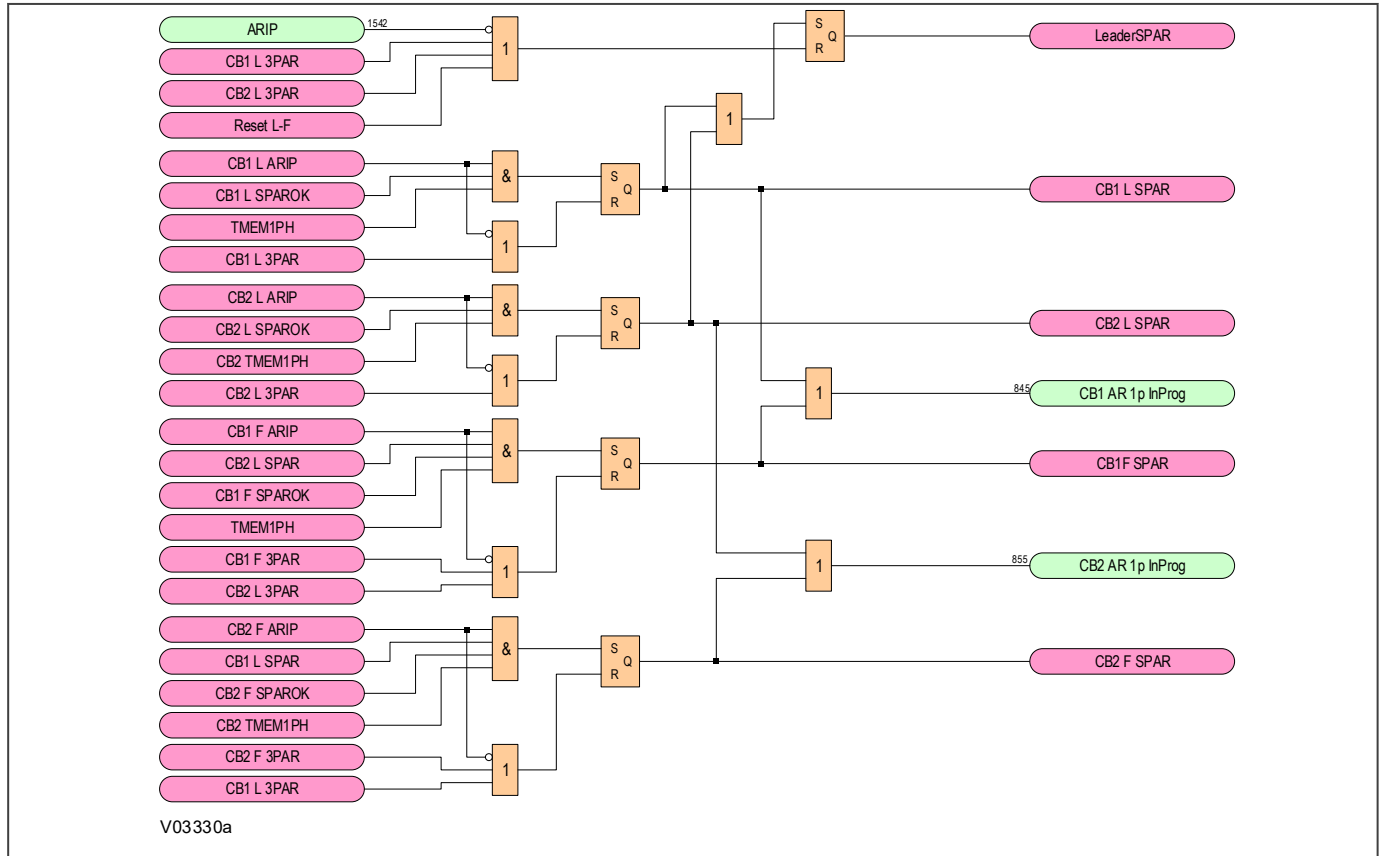 ARIP
1542
CB1 L 3PAR
CB2 L 3PAR
Reset L-F
1
S
Q
R
LeaderSPAR
1
CB1 L ARIP
CB1 L SPAROK
TMEM1PH
CB1 L 3PAR
&
1
S
Q
R
CB1 L SPAR
CB2 L ARIP
CB2 L SPAROK
CB2 TMEM1PH
CB2 L 3PAR
&
1
S
Q
R
CB2 L SPAR
1
845
CB1 AR 1p InProg
CB1 F ARIP
CB2 L SPAR
CB1 F SPAROK
TMEM1PH
CB1 F 3PAR
CB2 L 3PAR
&
1
S
Q
R
CB1F SPAR
1
855
CB2 AR 1p InProg
CB2 F ARIP
CB1 L SPAR
CB2 F SPAROK
CB2 TMEM1PH
CB2 F 3PAR
CB1 L 3PAR
&
1
S
Q
R
CB2 F SPAR
V03330a